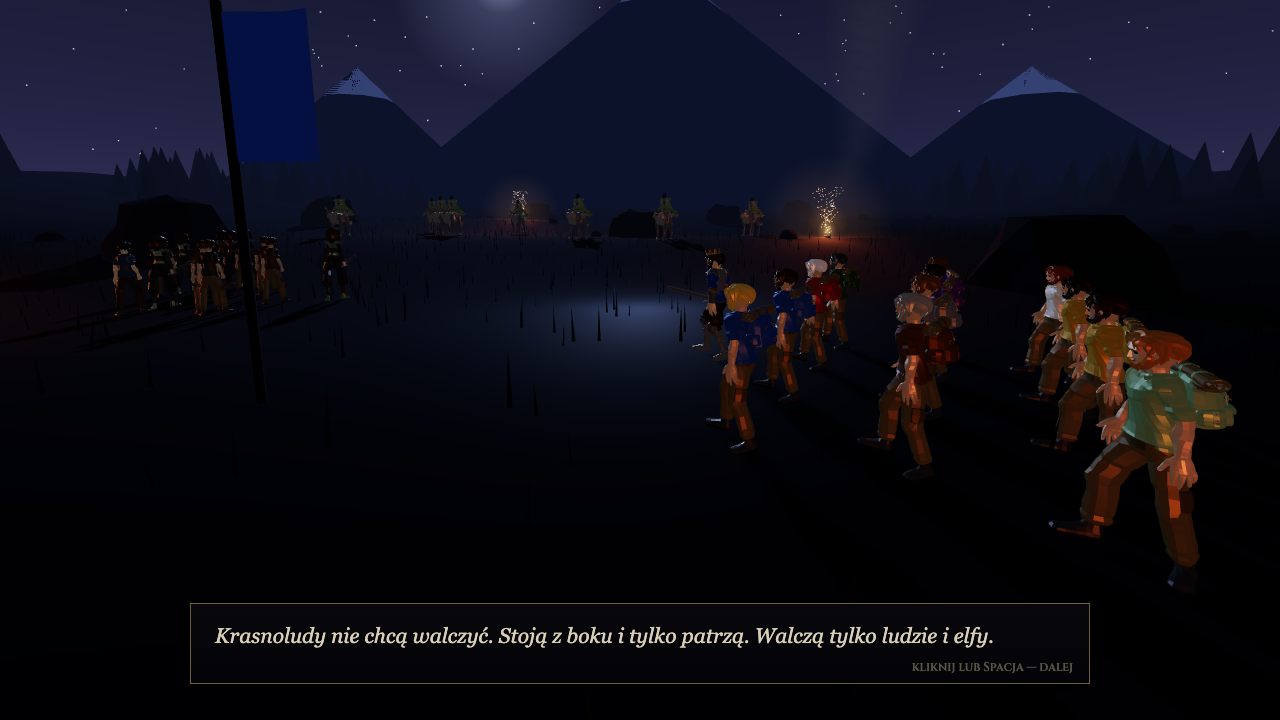 Krasnoludy nie chcą walczyć. Stoją z boku i tylko patrzą. Walczą tylko ludzie i elfy.
KLIKNIJ LUB SPACJA — DALEJ